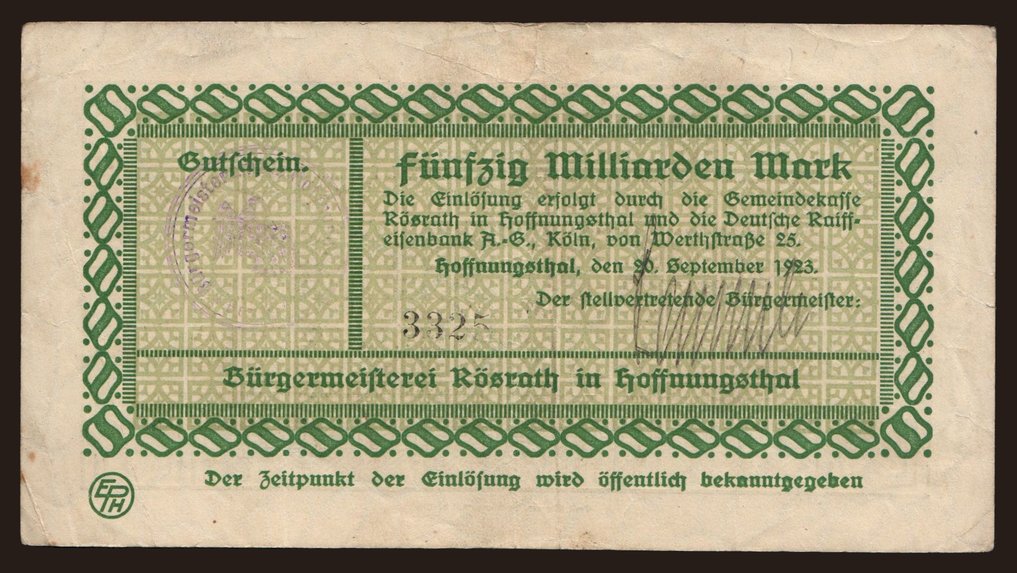 Gutschein.
Fünfzig Milliarden Mark
Die Einlösung erfolgt durch die Gemeindekasse
Rösrath in Hoffnungsthal und die Deutsche Raiff-
eisenbank A.-G., Köln, von Werthstraße 25.
Hoffnungsthal, den 20. September 1923.
Der stellvertretende Bürgermeister:
3325
Bürgermeisterei Rösrath in Hoffnungsthal
Der Zeitpunkt der Einlösung wird öffentlich bekanntgegeben